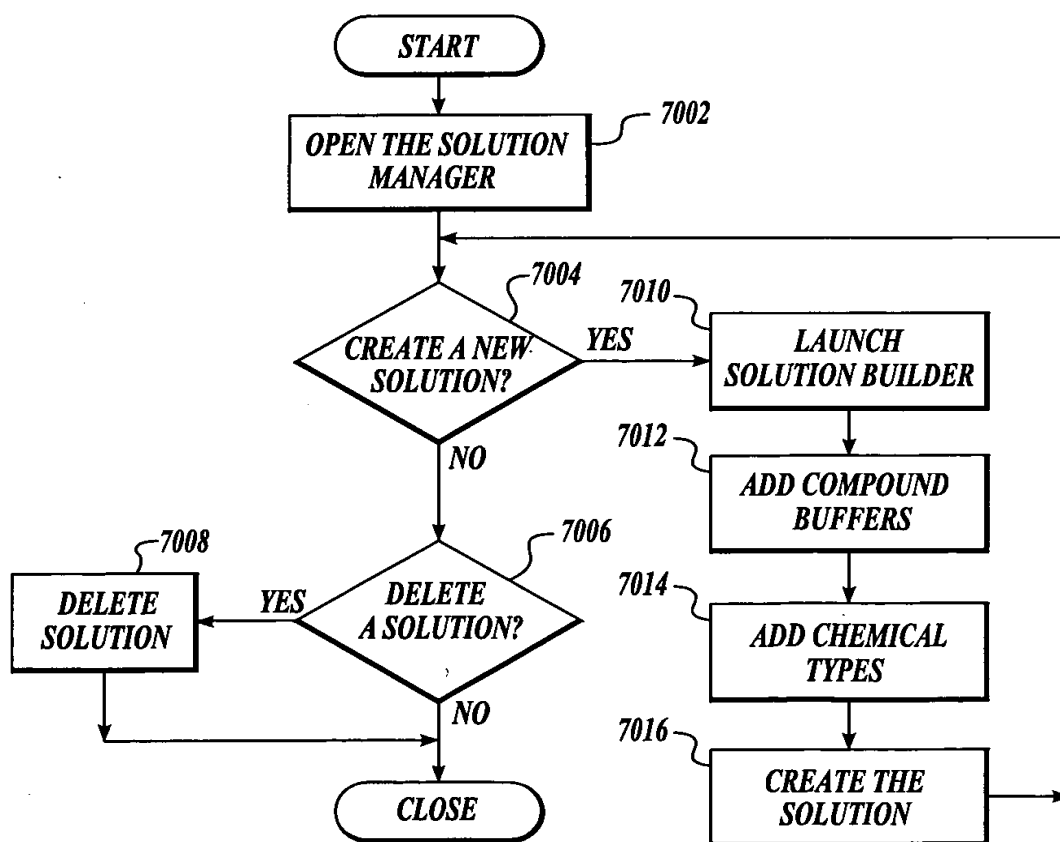 START
7002
OPEN THE SOLUTION
MANAGER
7004
CREATE A NEW
SOLUTION?
YES
NO
7010
LAUNCH
SOLUTION BUILDER
7012
ADD COMPOUND
BUFFERS
7014
ADD CHEMICAL
TYPES
7016
CREATE THE
SOLUTION
7006
DELETE
A SOLUTION?
YES
NO
7008
DELETE
SOLUTION
CLOSE